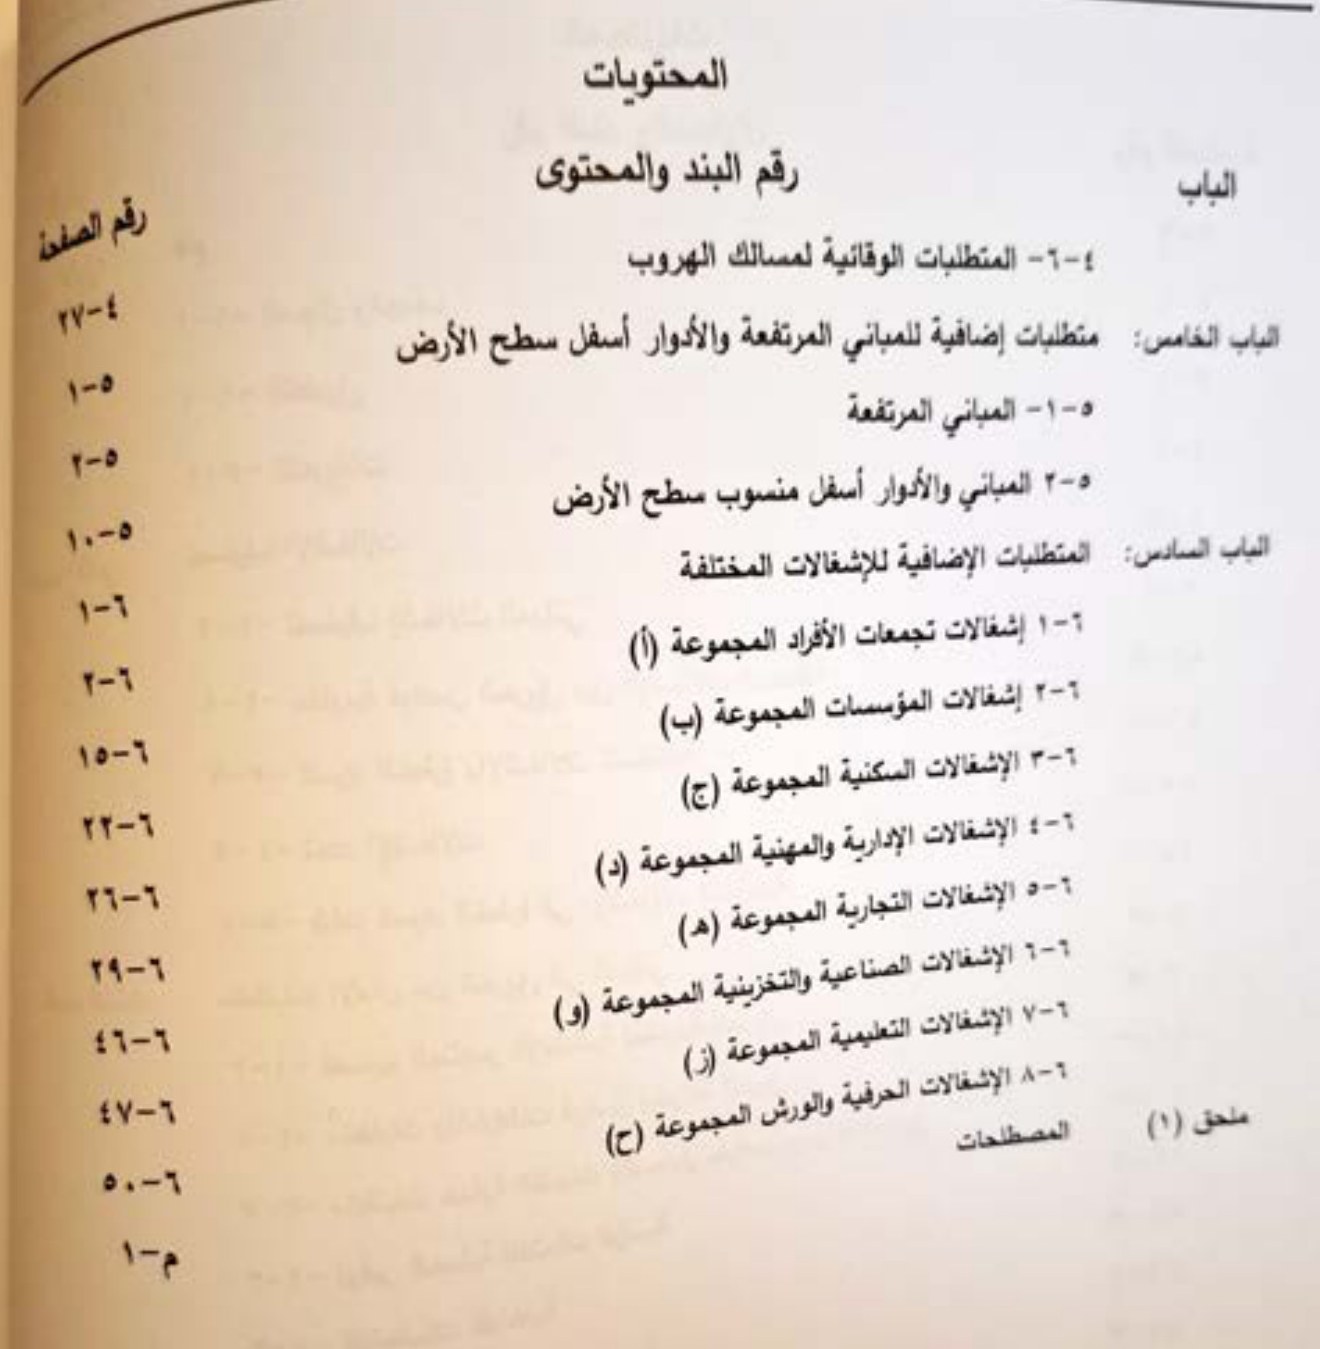 المحتويات
الباب رقم البند والمحتوى رقم الصفحة
٤-٦- المتطلبات الوقائية لمسالك الهروب ٤-٢٧
الباب الخامس: متطلبات إضافية للمباني المرتفعة والأدوار أسفل سطح الأرض ٥-١
٥-١- المباني المرتفعة ٥-٢
٥-٢ المباني والأدوار أسفل منسوب سطح الأرض ٥-١٠
الباب السادس: المتطلبات الإضافية للإشغالات المختلفة ٦-١
٦-١ إشغالات تجمعات الأفراد المجموعة (أ) ٦-٢
٦-٢ إشغالات المؤسسات المجموعة (ب) ٦-١٥
٦-٣ الإشغالات السكنية المجموعة (ج) ٦-٢٢
٦-٤ الإشغالات الإدارية والمهنية المجموعة (د) ٦-٢٦
٦-٥ الإشغالات التجارية المجموعة (هـ) ٦-٢٩
٦-٦ الإشغالات الصناعية والتخزينية المجموعة (و) ٦-٤٦
٦-٧ الإشغالات التعليمية المجموعة (ز) ٦-٤٧
٦-٨ الإشغالات الحرفية والورش المجموعة (ح) ٦-٥٠
ملحق (١) المصطلحات م-١